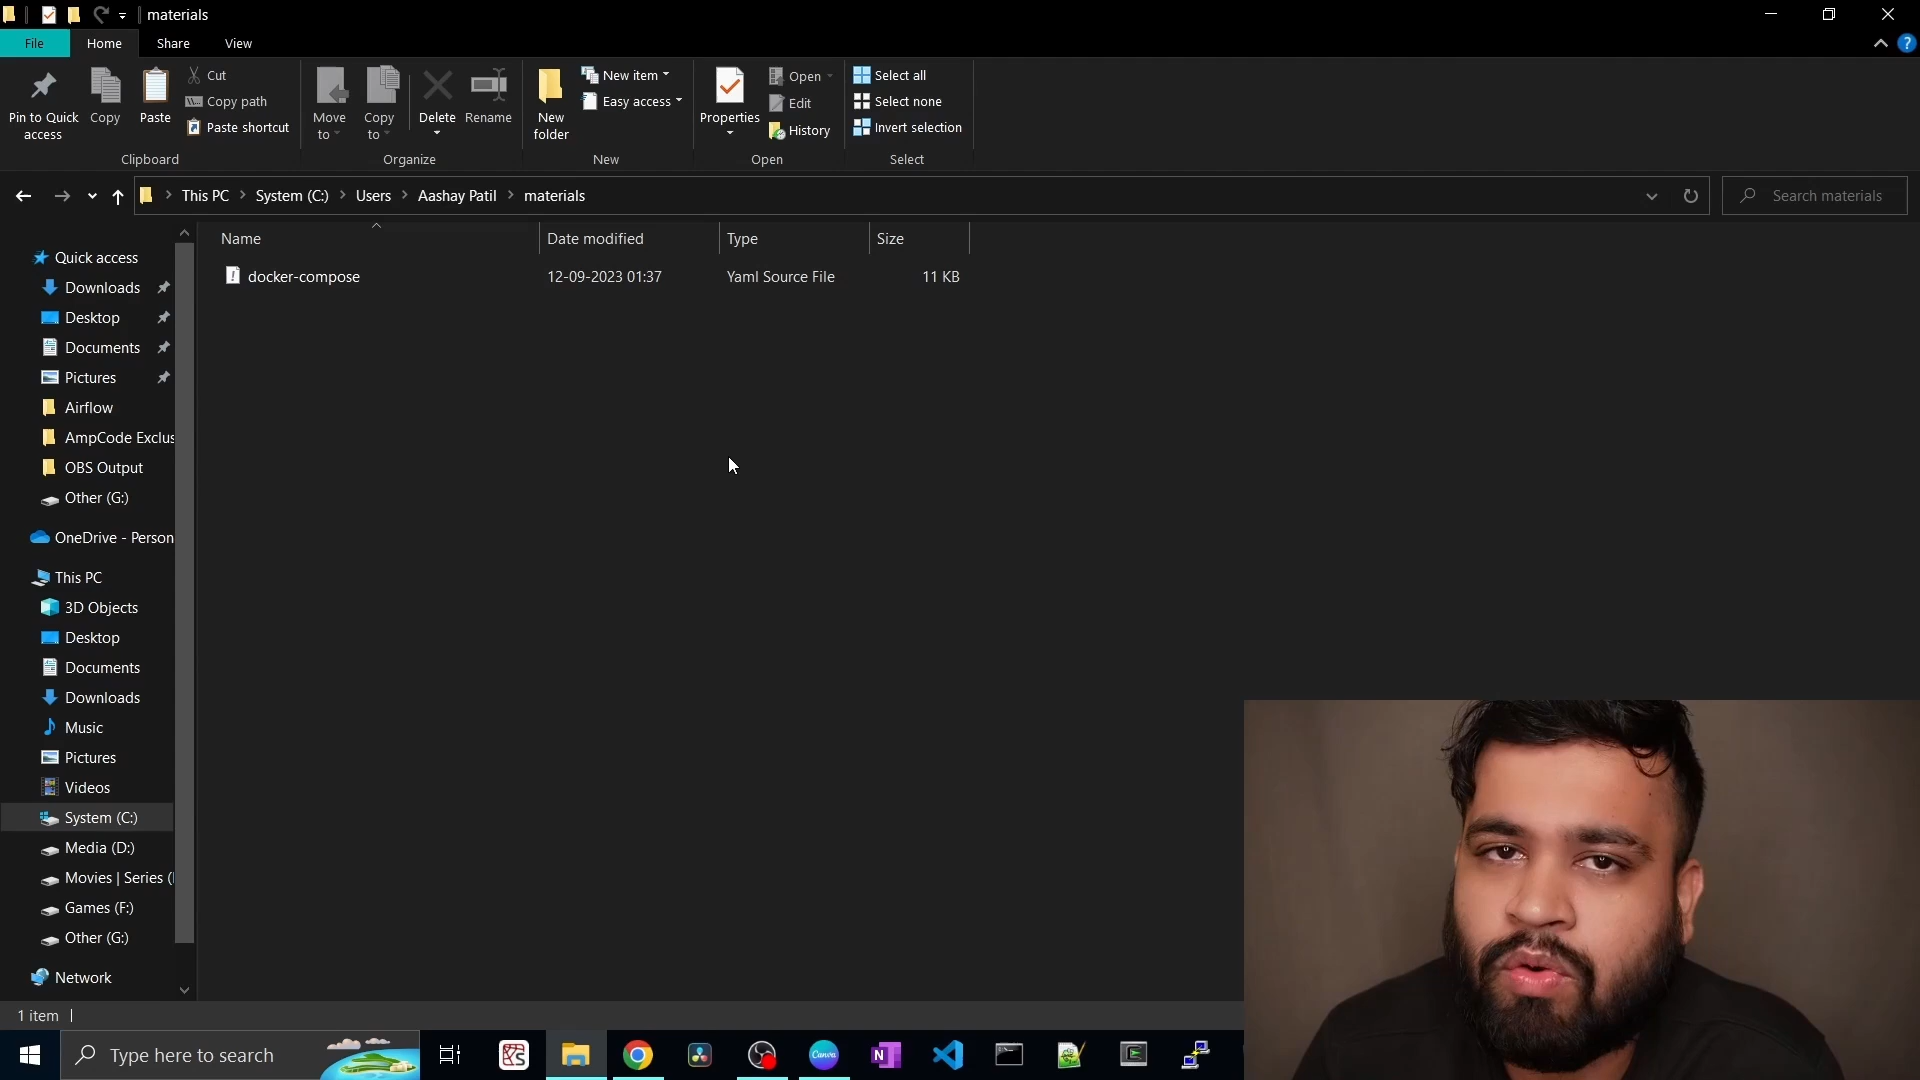 materials
File
Home
Share
View
Pin to Quick access
Copy
Paste
Cut
Copy path
Paste shortcut
Clipboard
Move to
Copy to
Delete
Rename
Organize
New folder
New item
Easy access
New
Properties
Open
Edit
History
Open
Select all
Select none
Invert selection
Select
This PC
System (C:)
Users
Aashay Patil
materials
Search materials
Name
Date modified
Type
Size
docker-compose
12-09-2023 01:37
Yaml Source File
11 KB
Quick access
Downloads
Desktop
Documents
Pictures
Airflow
AmpCode Exclus
OBS Output
Other (G:)
OneDrive - Person
This PC
3D Objects
Desktop
Documents
Downloads
Music
Pictures
Videos
System (C:)
Media (D:)
Movies | Series (
Games (F:)
Other (G:)
Network
1 item
Type here to search
Canva